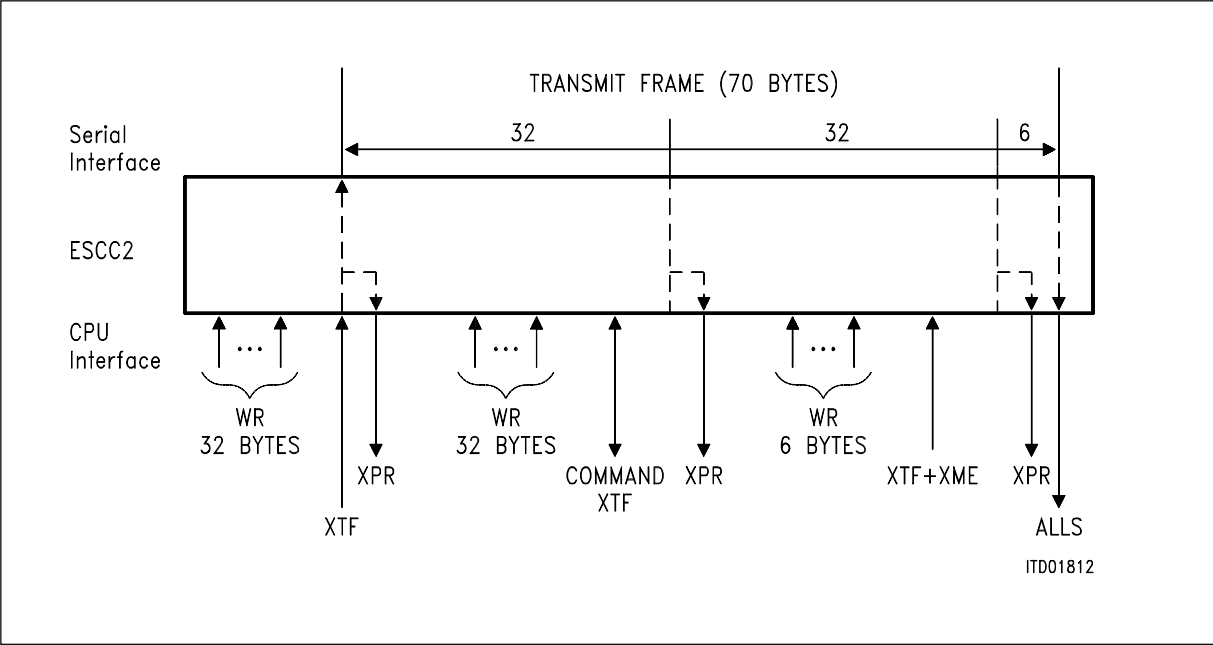 TRANSMIT FRAME (70 BYTES)
Serial
Interface
32
32
6
ESCC2
CPU
Interface
...
...
...
WR
32 BYTES
WR
32 BYTES
WR
6 BYTES
XPR
COMMAND
XTF
XPR
XTF+XME
XPR
XTF
ALLS
ITD01812